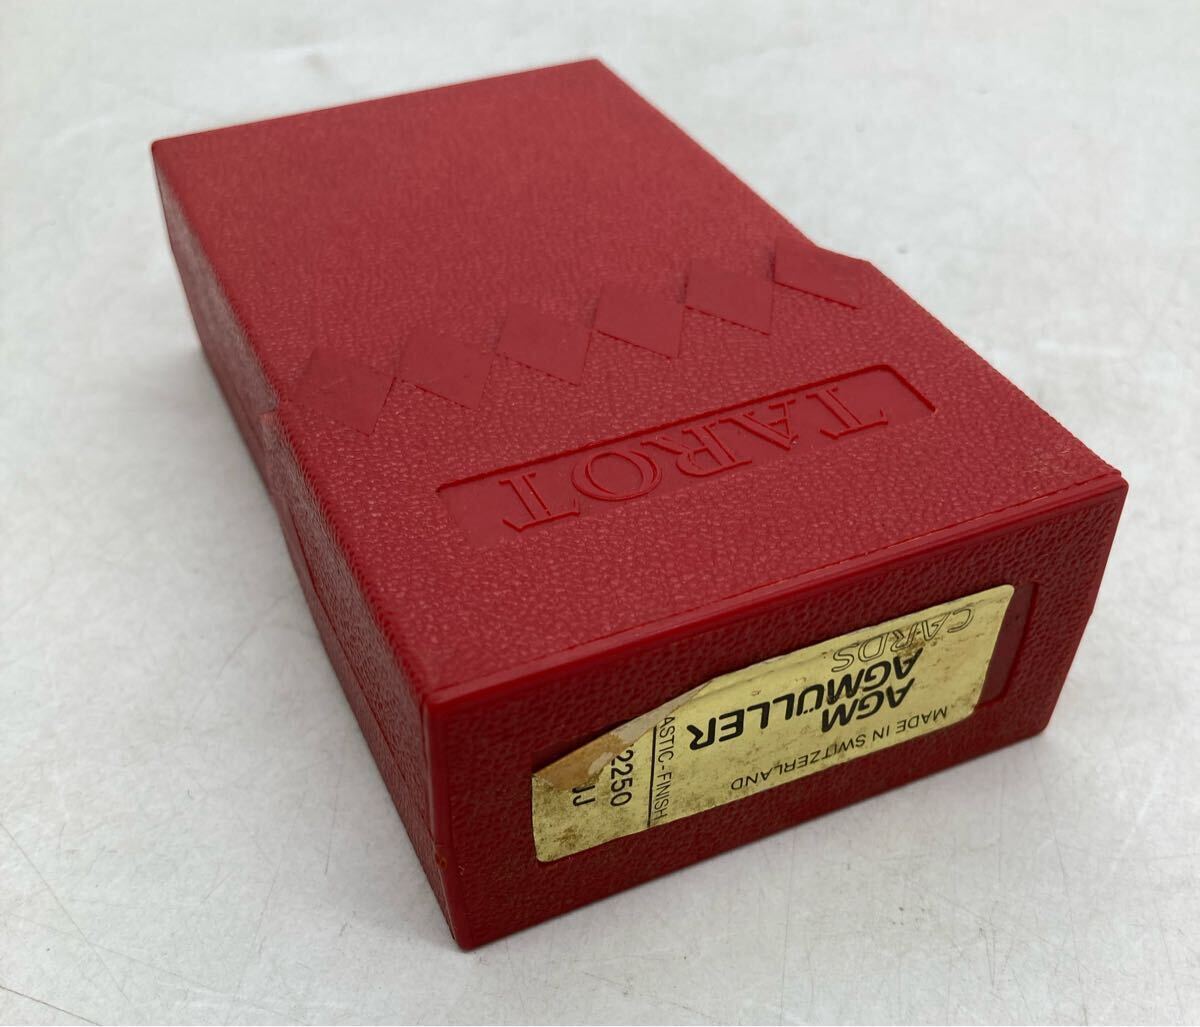 TAROT
AGM
AGMÜLLER
CARDS
MADE IN SWITZERLAND
ASTIC-FINISH
2250
JJ